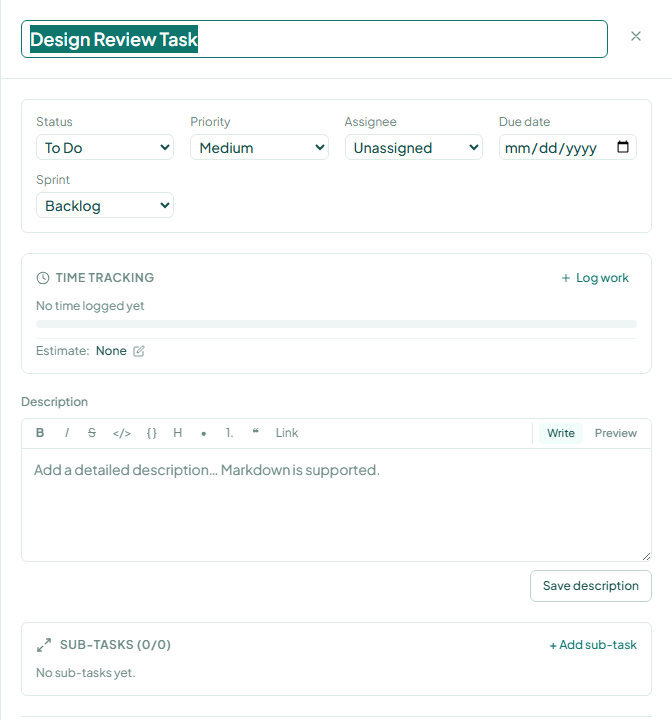 Design Review Task
Status Priority Assignee Due date
To Do Medium Unassigned mm/dd/yyyy
Sprint
Backlog
TIME TRACKING + Log work
No time logged yet
Estimate: None
Description
B I S </> {} H • 1. ❝ Link Write Preview
Add a detailed description… Markdown is supported.
Save description
SUB-TASKS (0/0) + Add sub-task
No sub-tasks yet.